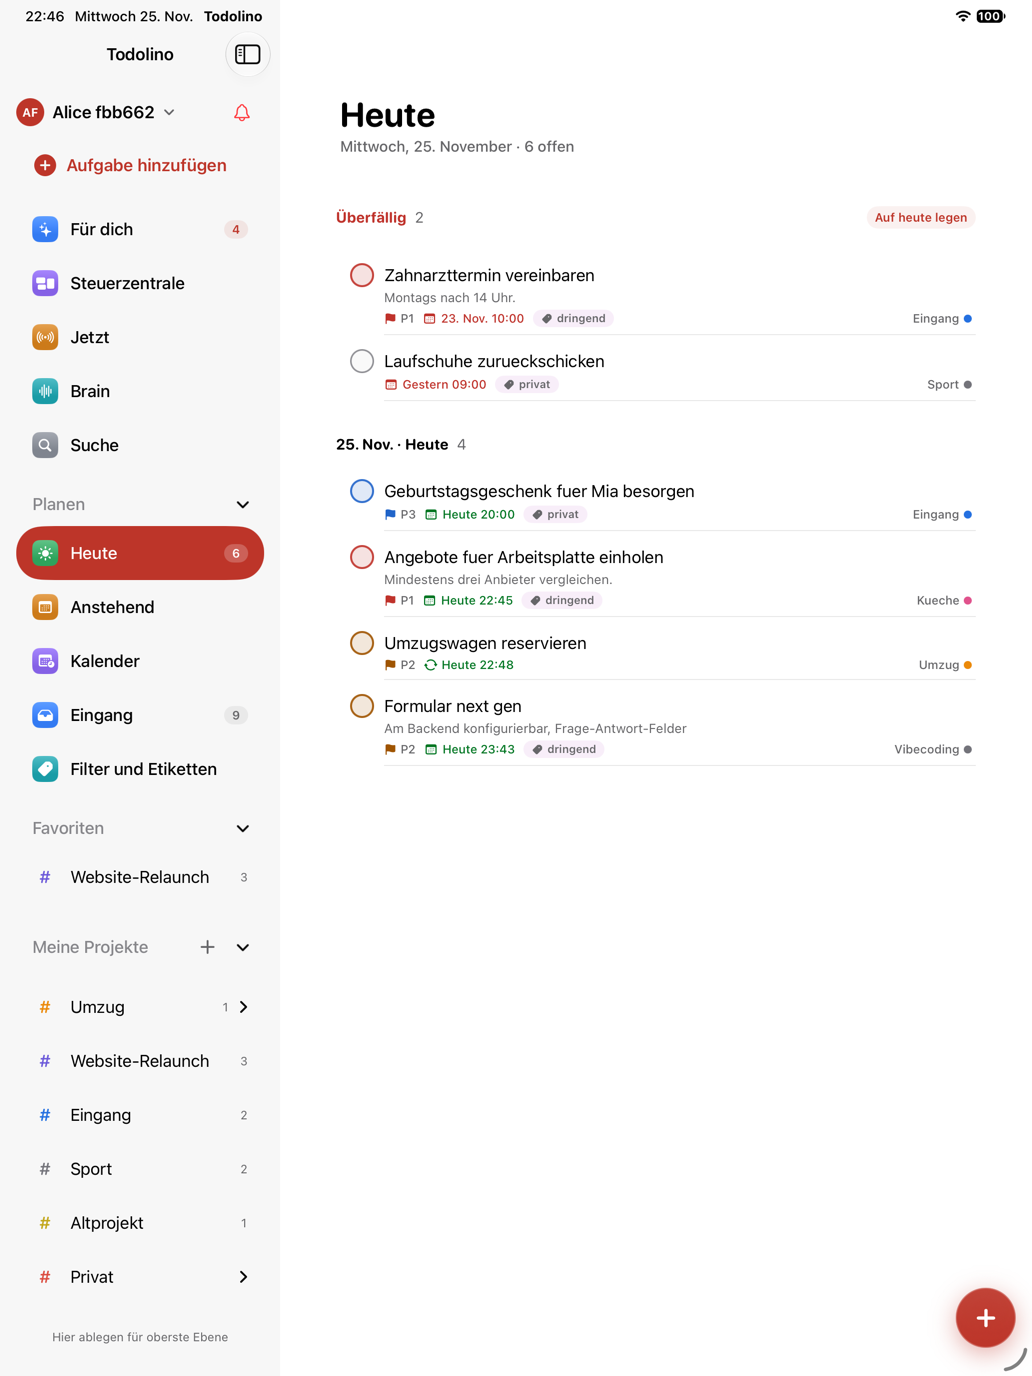 22:46 Mittwoch 25. Nov. Todolino
100
Todolino
AF Alice fbb662
Aufgabe hinzufügen
Für dich 4
Steuerzentrale
Jetzt
Brain
Suche
Planen
Heute 6
Anstehend
Kalender
Eingang 9
Filter und Etiketten
Favoriten
# Website-Relaunch 3
Meine Projekte
# Umzug 1
# Website-Relaunch 3
# Eingang 2
# Sport 2
# Altprojekt 1
# Privat
Hier ablegen für oberste Ebene
Heute
Mittwoch, 25. November · 6 offen
Überfällig 2 Auf heute legen
Zahnarzttermin vereinbaren
Montags nach 14 Uhr.
P1 23. Nov. 10:00 dringend Eingang
Laufschuhe zurueckschicken
Gestern 09:00 privat Sport
25. Nov. · Heute 4
Geburtstagsgeschenk fuer Mia besorgen
P3 Heute 20:00 privat Eingang
Angebote fuer Arbeitsplatte einholen
Mindestens drei Anbieter vergleichen.
P1 Heute 22:45 dringend Kueche
Umzugswagen reservieren
P2 Heute 22:48 Umzug
Formular next gen
Am Backend konfigurierbar, Frage-Antwort-Felder
P2 Heute 23:43 dringend Vibecoding